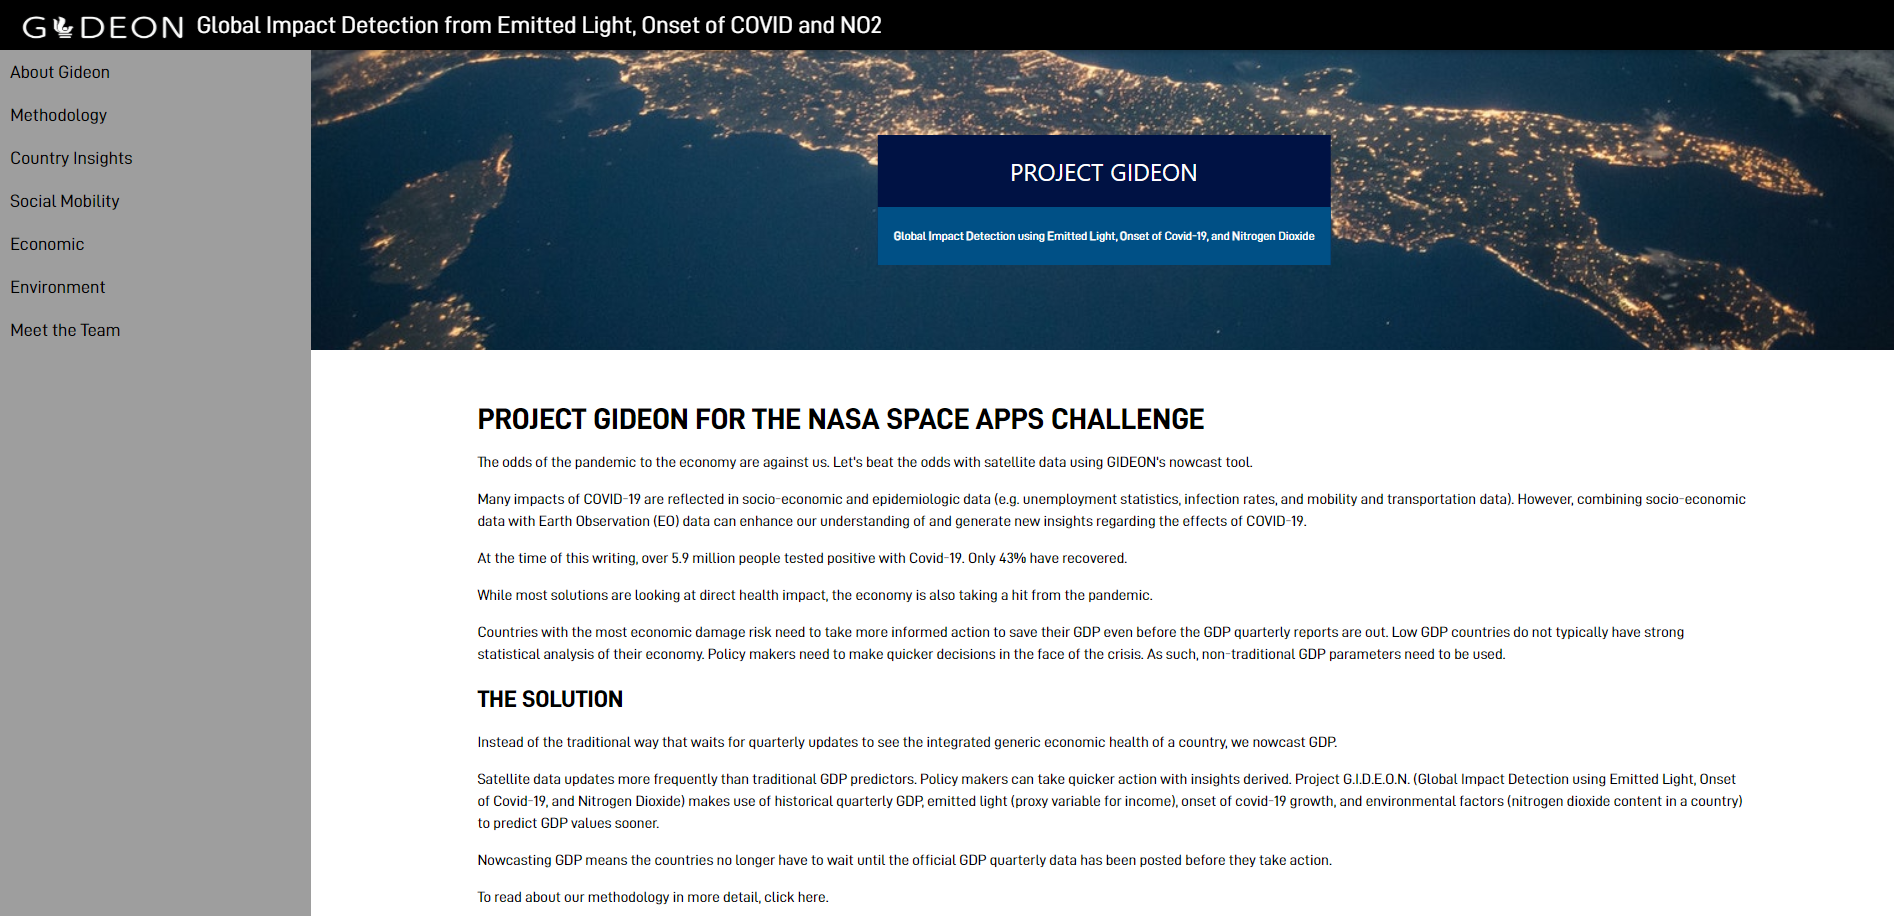 GIDEON Global Impact Detection from Emitted Light, Onset of COVID and NO2
About Gideon
Methodology
Country Insights
Social Mobility
Economic
Environment
Meet the Team
PROJECT GIDEON
Global Impact Detection using Emitted Light, Onset of Covid-19, and Nitrogen Dioxide
PROJECT GIDEON FOR THE NASA SPACE APPS CHALLENGE
The odds of the pandemic to the economy are against us. Let's beat the odds with satellite data using GIDEON's nowcast tool.
Many impacts of COVID-19 are reflected in socio-economic and epidemiologic data (e.g. unemployment statistics, infection rates, and mobility and transportation data). However, combining socio-economic
data with Earth Observation (EO) data can enhance our understanding of and generate new insights regarding the effects of COVID-19.
At the time of this writing, over 5.9 million people tested positive with Covid-19. Only 43% have recovered.
While most solutions are looking at direct health impact, the economy is also taking a hit from the pandemic.
Countries with the most economic damage risk need to take more informed action to save their GDP even before the GDP quarterly reports are out. Low GDP countries do not typically have strong
statistical analysis of their economy. Policy makers need to make quicker decisions in the face of the crisis. As such, non-traditional GDP parameters need to be used.
THE SOLUTION
Instead of the traditional way that waits for quarterly updates to see the integrated generic economic health of a country, we nowcast GDP.
Satellite data updates more frequently than traditional GDP predictors. Policy makers can take quicker action with insights derived. Project G.I.D.E.O.N. (Global Impact Detection using Emitted Light, Onset
of Covid-19, and Nitrogen Dioxide) makes use of historical quarterly GDP, emitted light (proxy variable for income), onset of covid-19 growth, and environmental factors (nitrogen dioxide content in a country)
to predict GDP values sooner.
Nowcasting GDP means the countries no longer have to wait until the official GDP quarterly data has been posted before they take action.
To read about our methodology in more detail, click here.